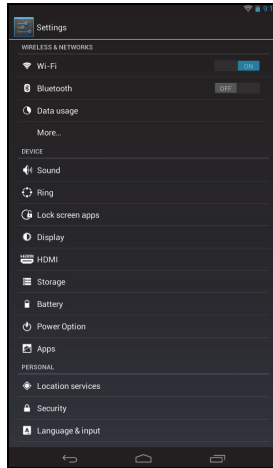 Settings
WIRELESS & NETWORKS
Wi-Fi ON
Bluetooth OFF
Data usage
More...
DEVICE
Sound
Ring
Lock screen apps
Display
HDMI
Storage
Battery
Power Option
Apps
PERSONAL
Location services
Security
Language & input